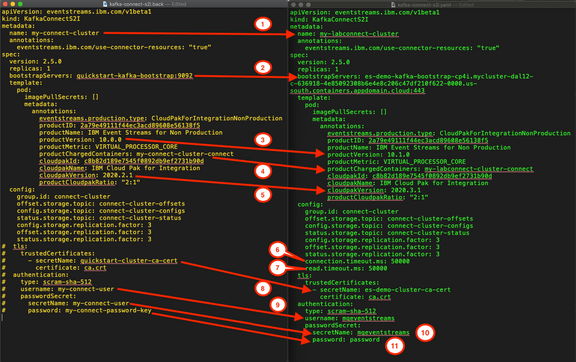 kafka-connect-s2i.back — Edited
apiVersion: eventstreams.ibm.com/v1beta1
kind: KafkaConnectS2I
metadata:
name: my-connect-cluster
annotations:
eventstreams.ibm.com/use-connector-resources: "true"
spec:
version: 2.5.0
replicas: 1
bootstrapServers: quickstart-kafka-bootstrap:9092
template:
pod:
imagePullSecrets: []
metadata:
annotations:
eventstreams.production.type: CloudPakForIntegrationNonProduction
productID: 2a79e49111f44ec3acd89608e56138f5
productName: IBM Event Streams for Non Production
productVersion: 10.0.0
productMetric: VIRTUAL_PROCESSOR_CORE
productChargedContainers: my-connect-cluster-connect
cloudpakId: c8b82d189e7545f0892db9ef2731b90d
cloudpakName: IBM Cloud Pak for Integration
cloudpakVersion: 2020.2.1
productCloudpakRatio: "2:1"
config:
group.id: connect-cluster
offset.storage.topic: connect-cluster-offsets
config.storage.topic: connect-cluster-configs
status.storage.topic: connect-cluster-status
config.storage.replication.factor: 3
offset.storage.replication.factor: 3
status.storage.replication.factor: 3
# tls:
# trustedCertificates:
# - secretName: quickstart-cluster-ca-cert
# certificate: ca.crt
# authentication:
# type: scram-sha-512
# username: my-connect-user
# passwordSecret:
# secretName: my-connect-user
# password: my-connect-password-key
1
2
3
4
5
6
7
8
9
10
11
kafka-connect-s2i.yaml — Edited
apiVersion: eventstreams.ibm.com/v1beta1
kind: KafkaConnectS2I
metadata:
name: my-labconnect-cluster
annotations:
eventstreams.ibm.com/use-connector-resources: "true"
spec:
version: 2.5.0
replicas: 1
bootstrapServers: es-demo-kafka-bootstrap-cp4i.mycluster-dal12-
c-636918-4e85092308b6e4e8c206c47df210f622-0000.us-
south.containers.appdomain.cloud:443
template:
pod:
imagePullSecrets: []
metadata:
annotations:
eventstreams.production.type: CloudPakForIntegrationNonProduction
productID: 2a79e49111f44ec3acd89608e56138f5
productName: IBM Event Streams for Non Production
productVersion: 10.1.0
productMetric: VIRTUAL_PROCESSOR_CORE
productChargedContainers: my-labconnect-cluster-connect
cloudpakId: c8b82d189e7545f0892db9ef2731b90d
cloudpakName: IBM Cloud Pak for Integration
cloudpakVersion: 2020.3.1
productCloudpakRatio: "2:1"
config:
group.id: connect-cluster
offset.storage.topic: connect-cluster-offsets
config.storage.topic: connect-cluster-configs
status.storage.topic: connect-cluster-status
config.storage.replication.factor: 3
offset.storage.replication.factor: 3
status.storage.replication.factor: 3
connection.timeout.ms: 50000
read.timeout.ms: 50000
tls:
trustedCertificates:
- secretName: es-demo-cluster-ca-cert
certificate: ca.crt
authentication:
type: scram-sha-512
username: mqeventstreams
passwordSecret:
secretName: mqeventstreams
password: password